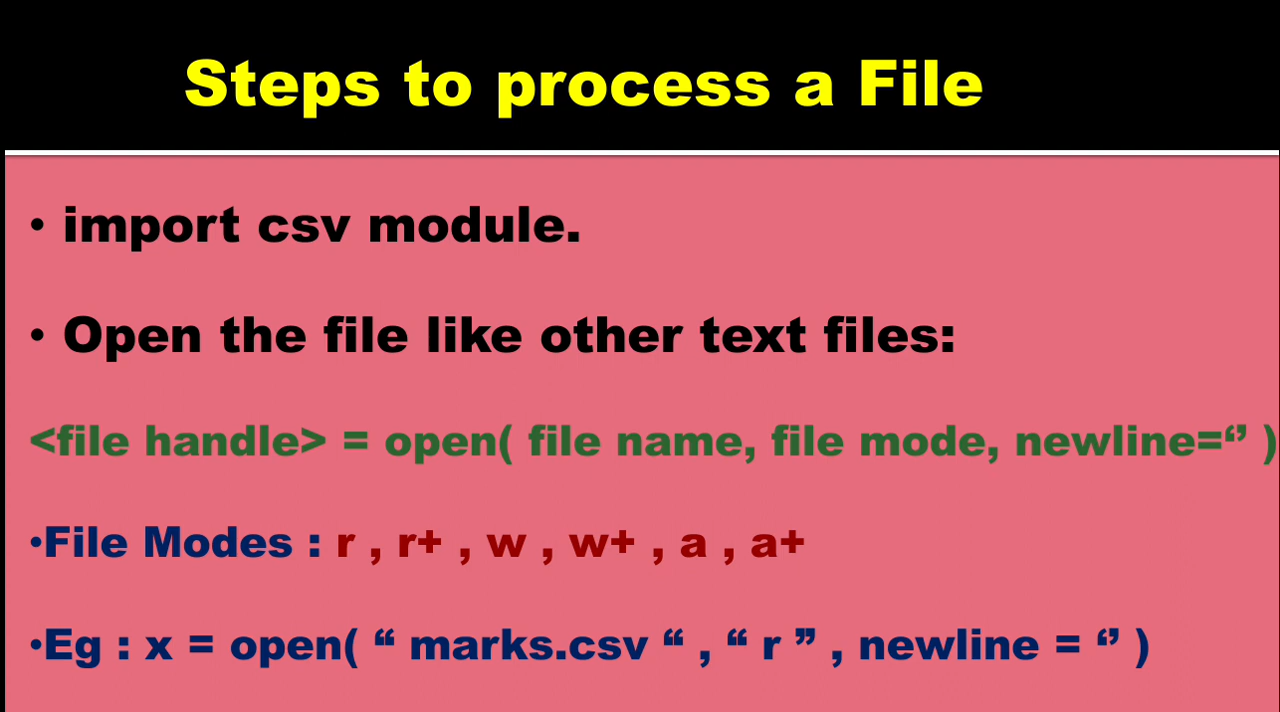 Steps to process a File
• import csv module.
• Open the file like other text files:
<file handle> = open( file name, file mode, newline=‘’ )
•File Modes : r , r+ , w , w+ , a , a+
•Eg : x = open( “ marks.csv “ , “ r ” , newline = ‘’ )